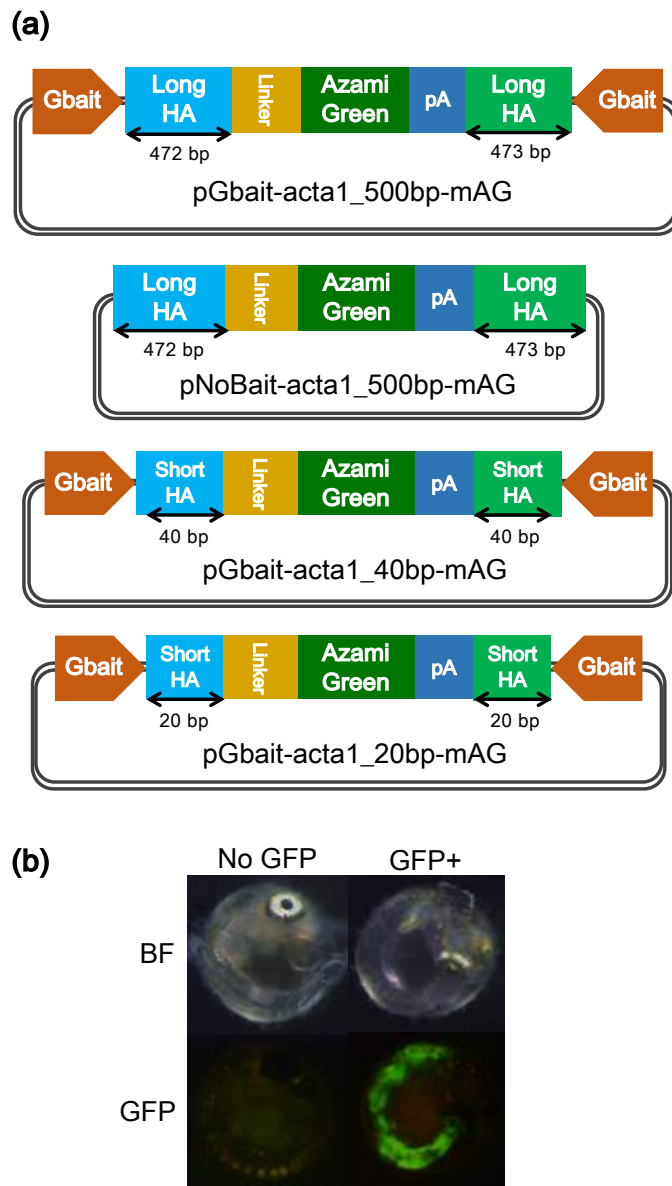 (a)
Gbait
Long
HA
Linker
Azami
Green
pA
Long
HA
Gbait
472 bp
473 bp
pGbait-acta1_500bp-mAG
Long
HA
Linker
Azami
Green
pA
Long
HA
472 bp
473 bp
pNoBait-acta1_500bp-mAG
Gbait
Short
HA
Linker
Azami
Green
pA
Short
HA
Gbait
40 bp
40 bp
pGbait-acta1_40bp-mAG
Gbait
Short
HA
Linker
Azami
Green
pA
Short
HA
Gbait
20 bp
20 bp
pGbait-acta1_20bp-mAG
(b)
No GFP
GFP+
BF
GFP